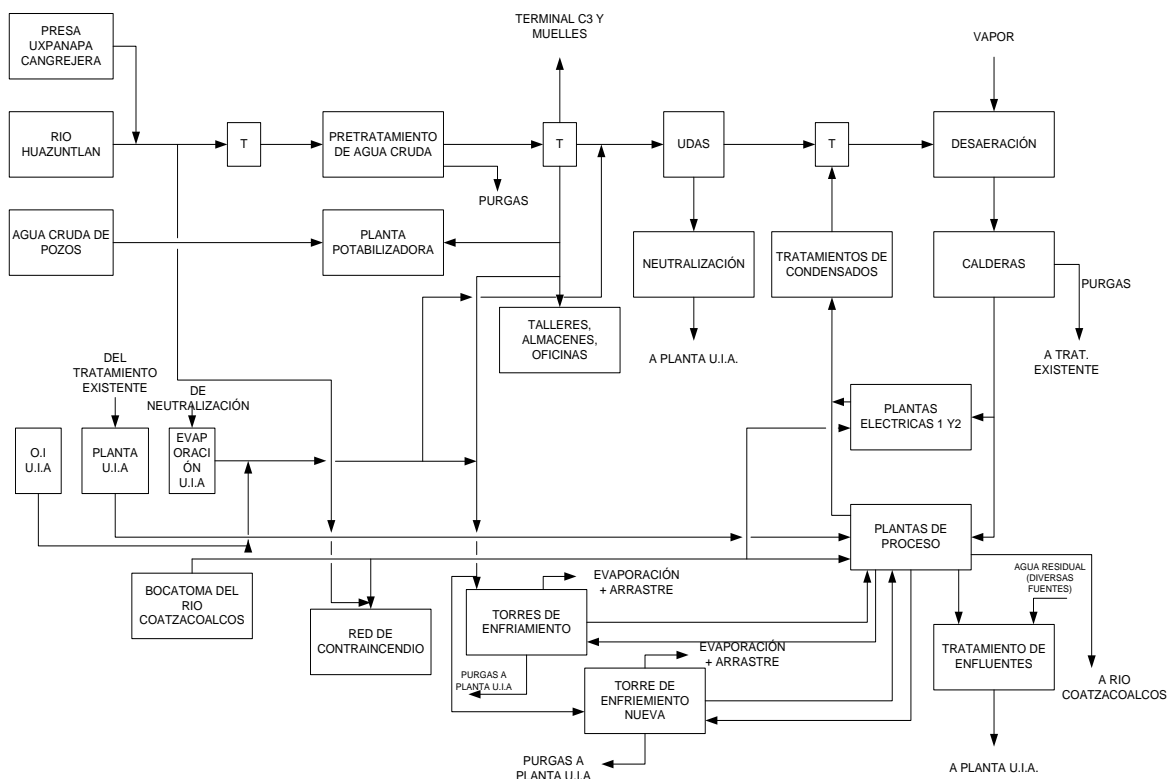 TERMINAL C3 Y
MUELLES
PRESA
UXPANAPA
CANGREJERA
VAPOR
RIO
HUAZUNTLAN
T
PRETRATAMIENTO
DE AGUA CRUDA
T
UDAS
T
DESAERACIÓN
PURGAS
AGUA CRUDA DE
POZOS
PLANTA
POTABILIZADORA
NEUTRALIZACIÓN
TRATAMIENTOS DE
CONDENSADOS
CALDERAS
PURGAS
TALLERES,
ALMACENES,
OFICINAS
A PLANTA U.I.A.
A TRAT.
EXISTENTE
DEL
TRATAMIENTO
EXISTENTE
DE
NEUTRALIZACIÓN
PLANTAS
ELECTRICAS 1 Y2
O.I
U.I.A
PLANTA
U.I.A
EVAP
ORACI
ÓN
U.I.A
PLANTAS DE
PROCESO
BOCATOMA DEL
RIO
COATZACOALCOS
EVAPORACIÓN
+ ARRASTRE
AGUA RESIDUAL
(DIVERSAS
FUENTES)
TORRES DE
ENFRIAMIENTO
RED DE
CONTRAINCENDIO
EVAPORACIÓN
+ ARRASTRE
TRATAMIENTO DE
ENFLUENTES
PURGAS A
PLANTA U.I.A
TORRE DE
ENFRIEMIENTO
NUEVA
A RIO
COATZACOALCOS
PURGAS A
PLANTA U.I.A
A PLANTA U.I.A.